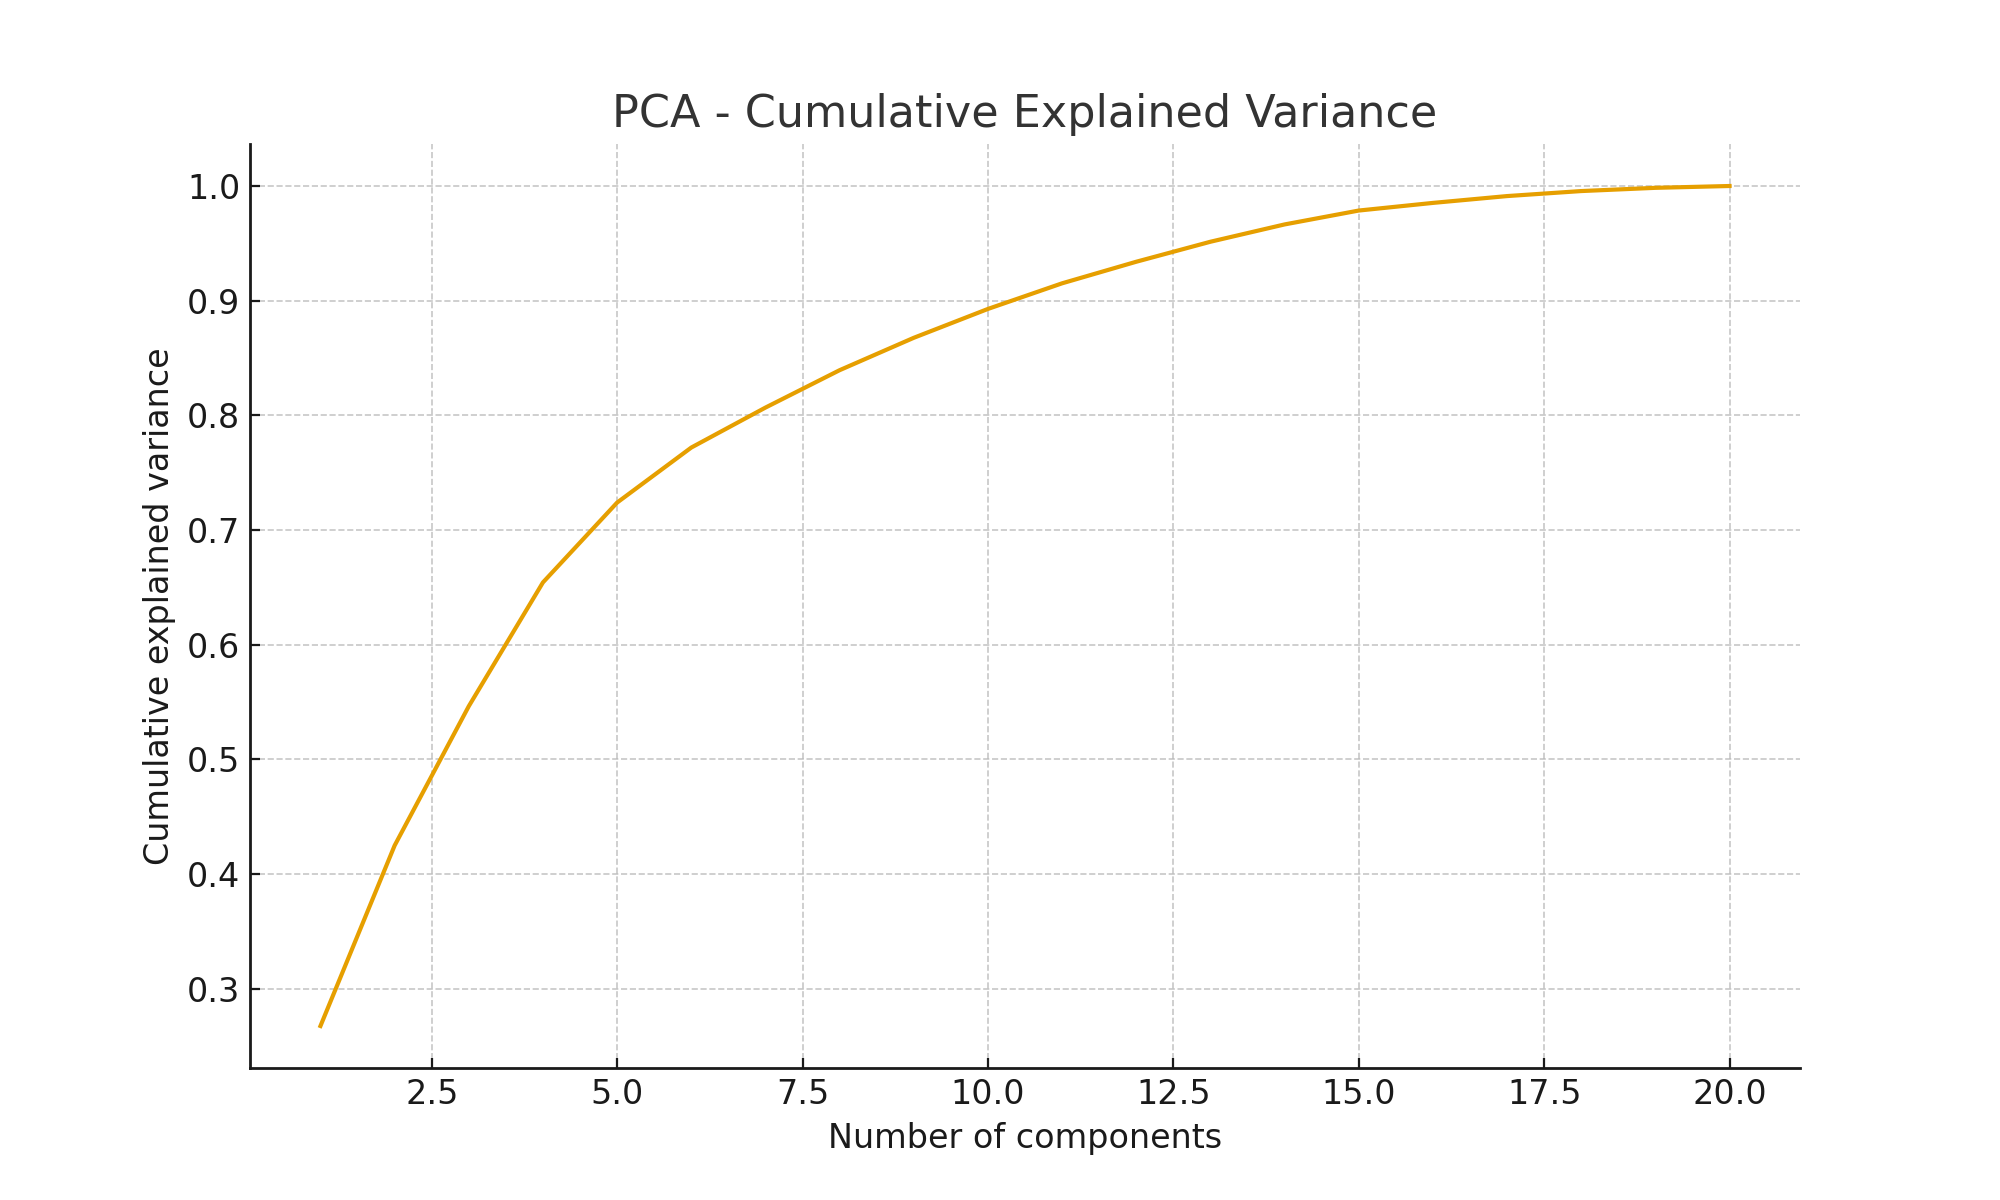 PCA - Cumulative Explained Variance
Cumulative explained variance
1.0
0.9
0.8
0.7
0.6
0.5
0.4
0.3
2.5 5.0 7.5 10.0 12.5 15.0 17.5 20.0
Number of components